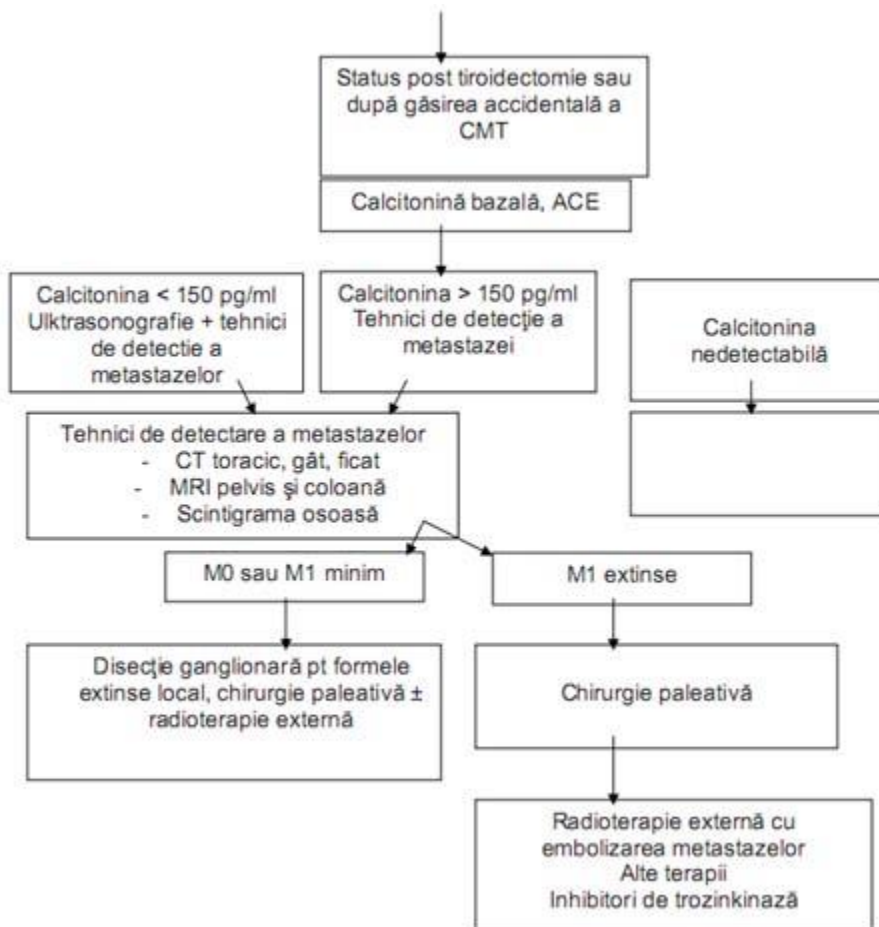 Status post tiroidectomie sau
după găsirea accidentală a
CMT
Calcitonină bazală, ACE
Calcitonina < 150 pg/ml
Ulktrasonografie + tehnici
de detectie a
metastazelor
Calcitonina > 150 pg/ml
Tehnici de detecţie a
metastazei
Calcitonina
nedetectabilă
Tehnici de detectare a metastazelor
- CT toracic, gât, ficat
- MRI pelvis şi coloană
- Scintigrama osoasă
M0 sau M1 minim
M1 extinse
Disecţie ganglionară pt formele
extinse local, chirurgie paleativă ±
radioterapie externă
Chirurgie paleativă
Radioterapie externă cu
embolizarea metastazelor
Alte terapii
Inhibitori de trozinkinază